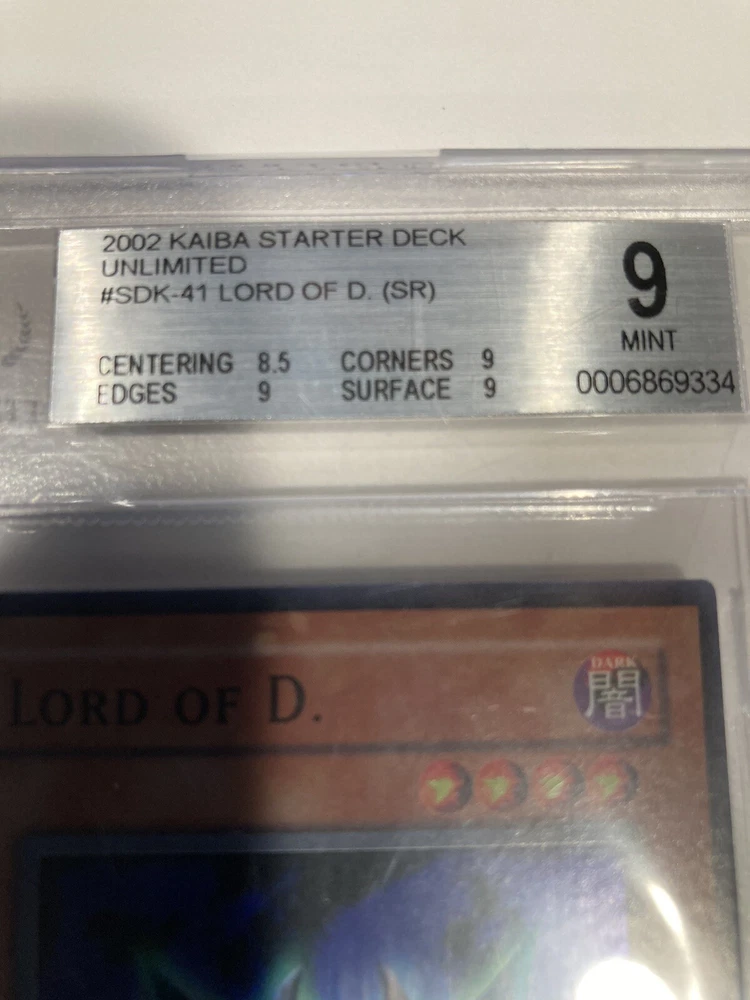 2002 KAIBA STARTER DECK
UNLIMITED
#SDK-41 LORD OF D. (SR)
9
MINT
CENTERING 8.5 CORNERS 9
EDGES 9 SURFACE 9
0006869334
LORD OF D.
DARK
闇